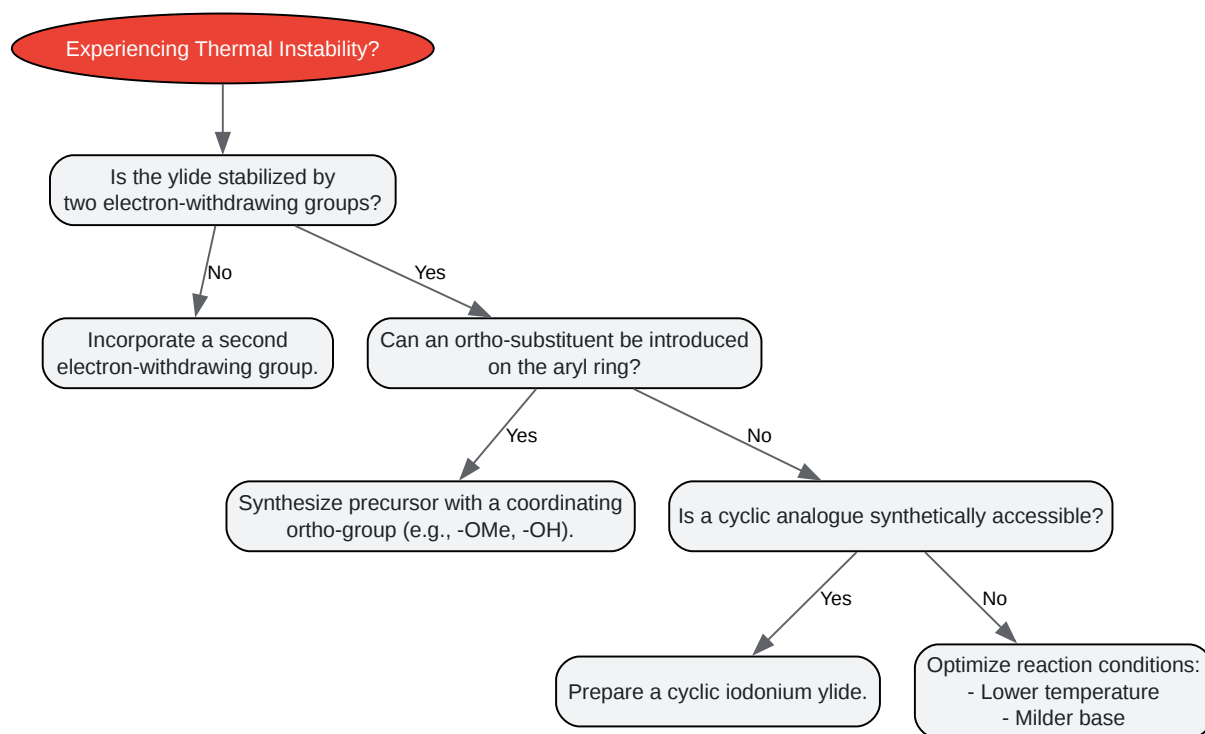 Experiencing Thermal Instability?
Is the ylide stabilized by
two electron-withdrawing groups?
No
Yes
Incorporate a second
electron-withdrawing group.
Can an ortho-substituent be introduced
on the aryl ring?
Yes
No
Synthesize precursor with a coordinating
ortho-group (e.g., -OMe, -OH).
Is a cyclic analogue synthetically accessible?
Yes
No
Prepare a cyclic iodonium ylide.
Optimize reaction conditions:
- Lower temperature
- Milder base